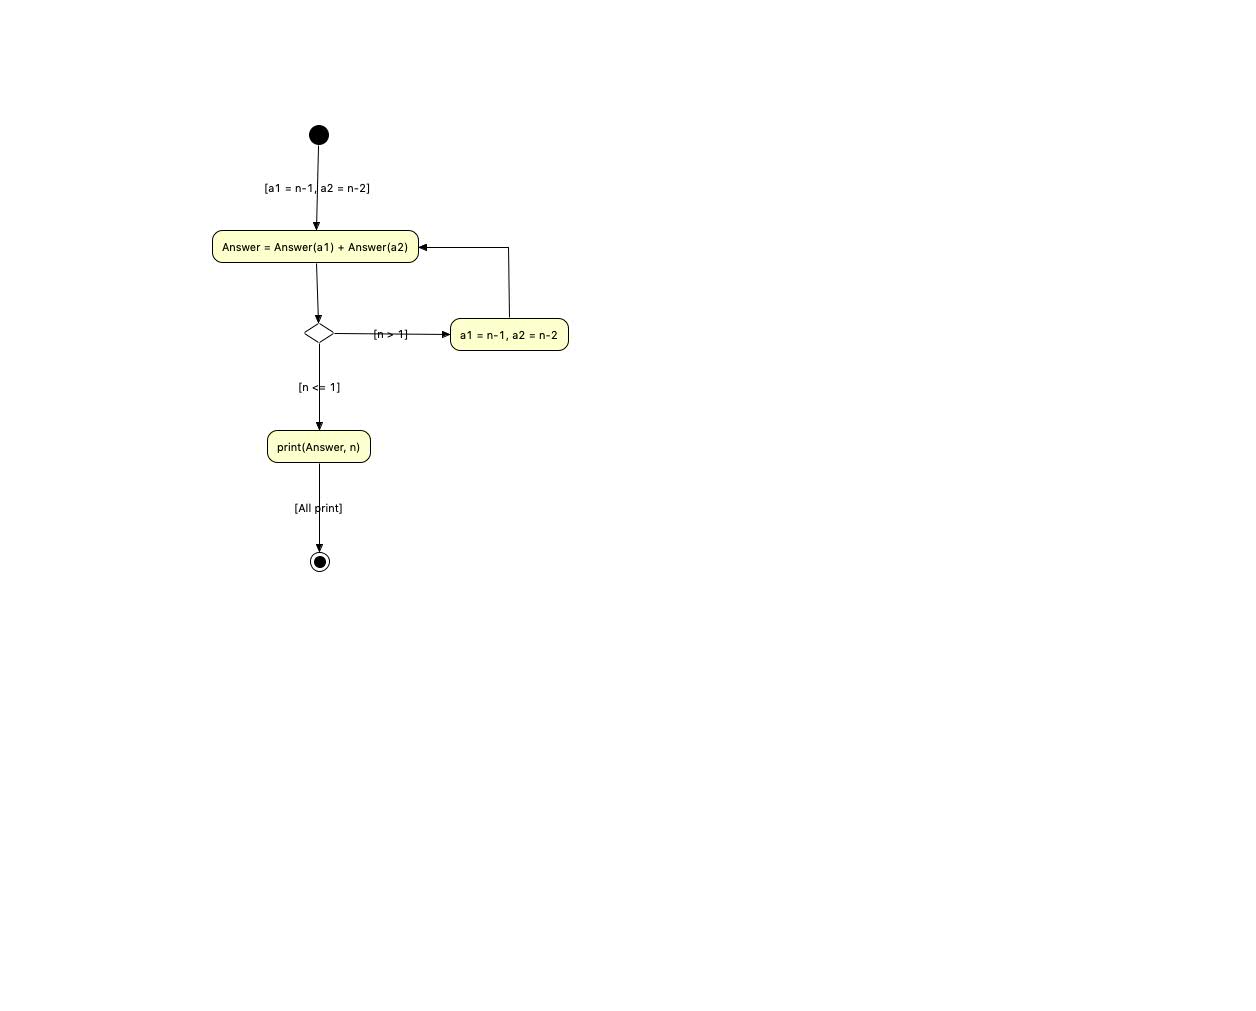 [a1 = n-1, a2 = n-2]
Answer = Answer(a1) + Answer(a2)
[n > 1]
a1 = n-1, a2 = n-2
[n <= 1]
print(Answer, n)
[All print]